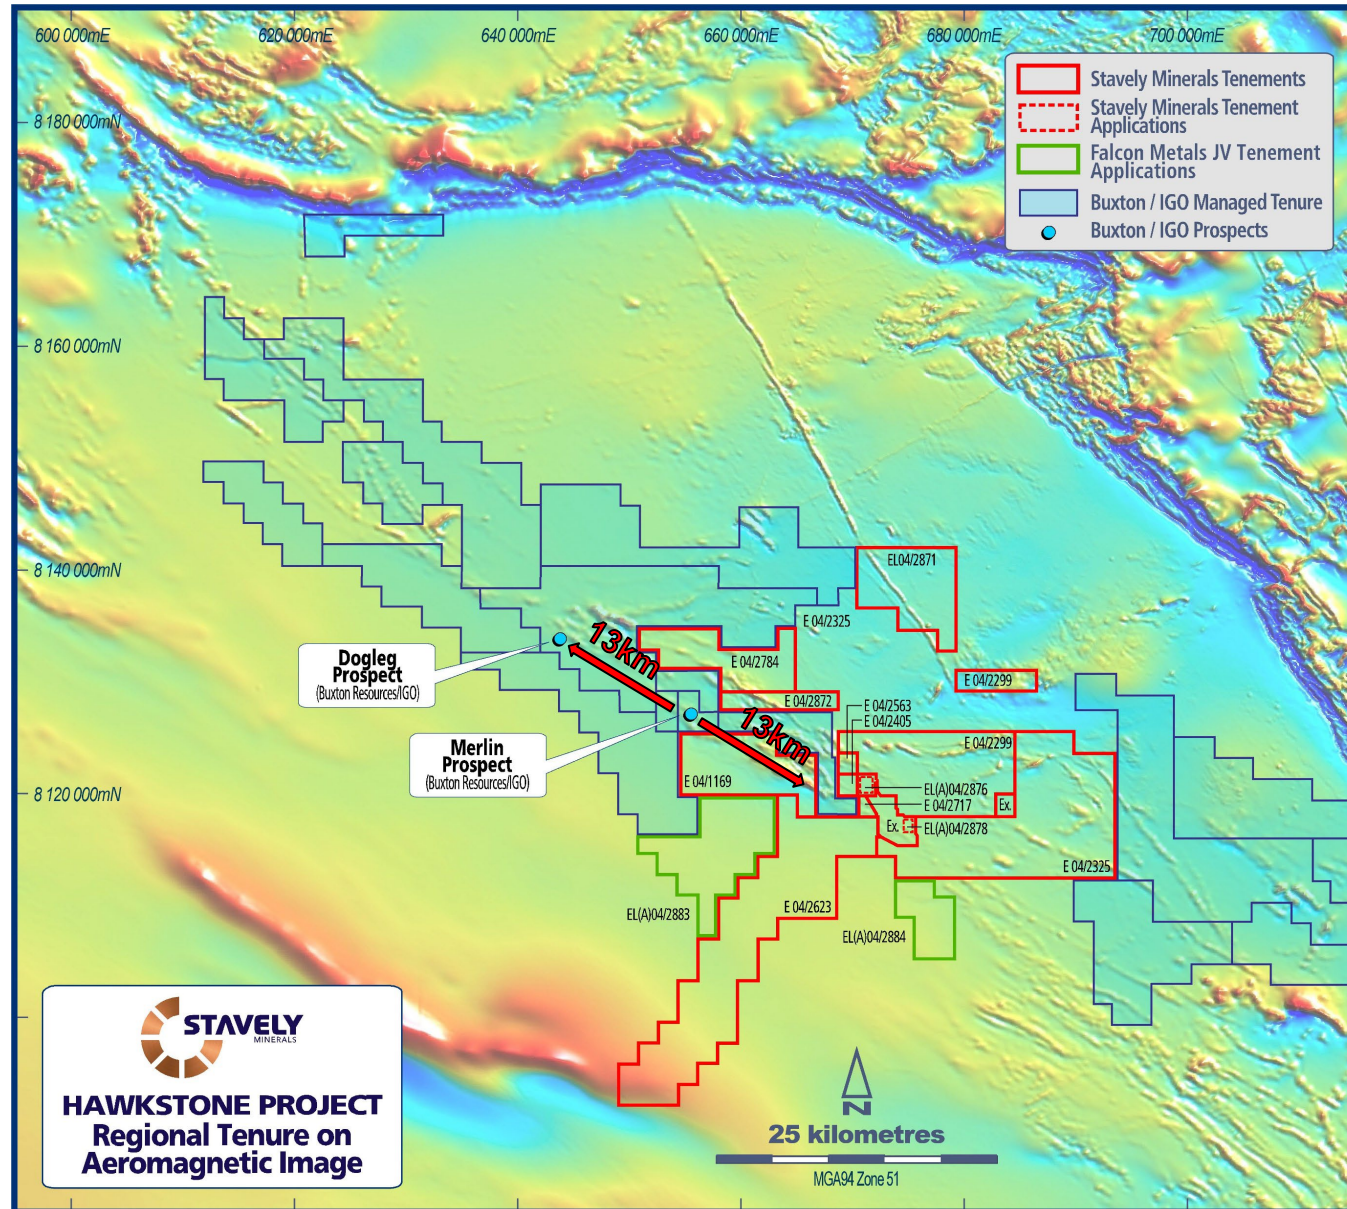 600 000mE
620 000mE
640 000mE
660 000mE
680 000mE
700 000mE
Stavely Minerals Tenements
Stavely Minerals Tenement
Applications
Falcon Metals JV Tenement
Applications
Buxton / IGO Managed Tenure
Buxton / IGO Prospects
8 180 000mN
8 160 000mN
8 140 000mN
8 120 000mN
EL04/2871
E 04/2325
E 04/2784
E 04/2299
E 04/2872
E 04/2563
E 04/2405
E 04/2299
13km
13km
Dogleg
Prospect
(Buxton Resources/IGO)
Merlin
Prospect
(Buxton Resources/IGO)
E 04/1169
EL(A)04/2876
E 04/2717
Ex.
Ex.
EL(A)04/2878
E 04/2325
E 04/2623
EL(A)04/2883
EL(A)04/2884
STAVELY
MINERALS
HAWKSTONE PROJECT
Regional Tenure on
Aeromagnetic Image
N
25 kilometres
MGA94 Zone 51